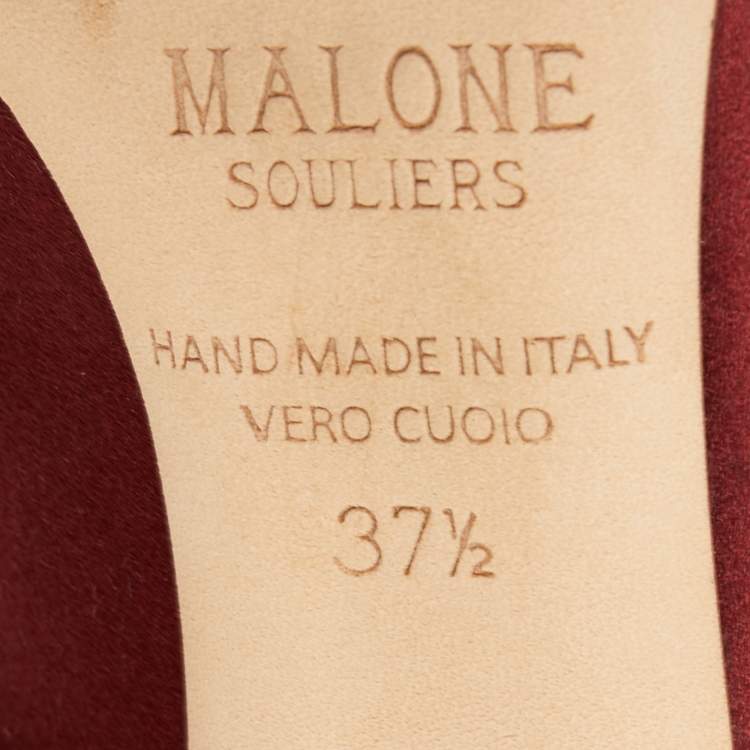 MALONE
SOULIERS
HAND MADE IN ITALY
VERO CUOIO
37½